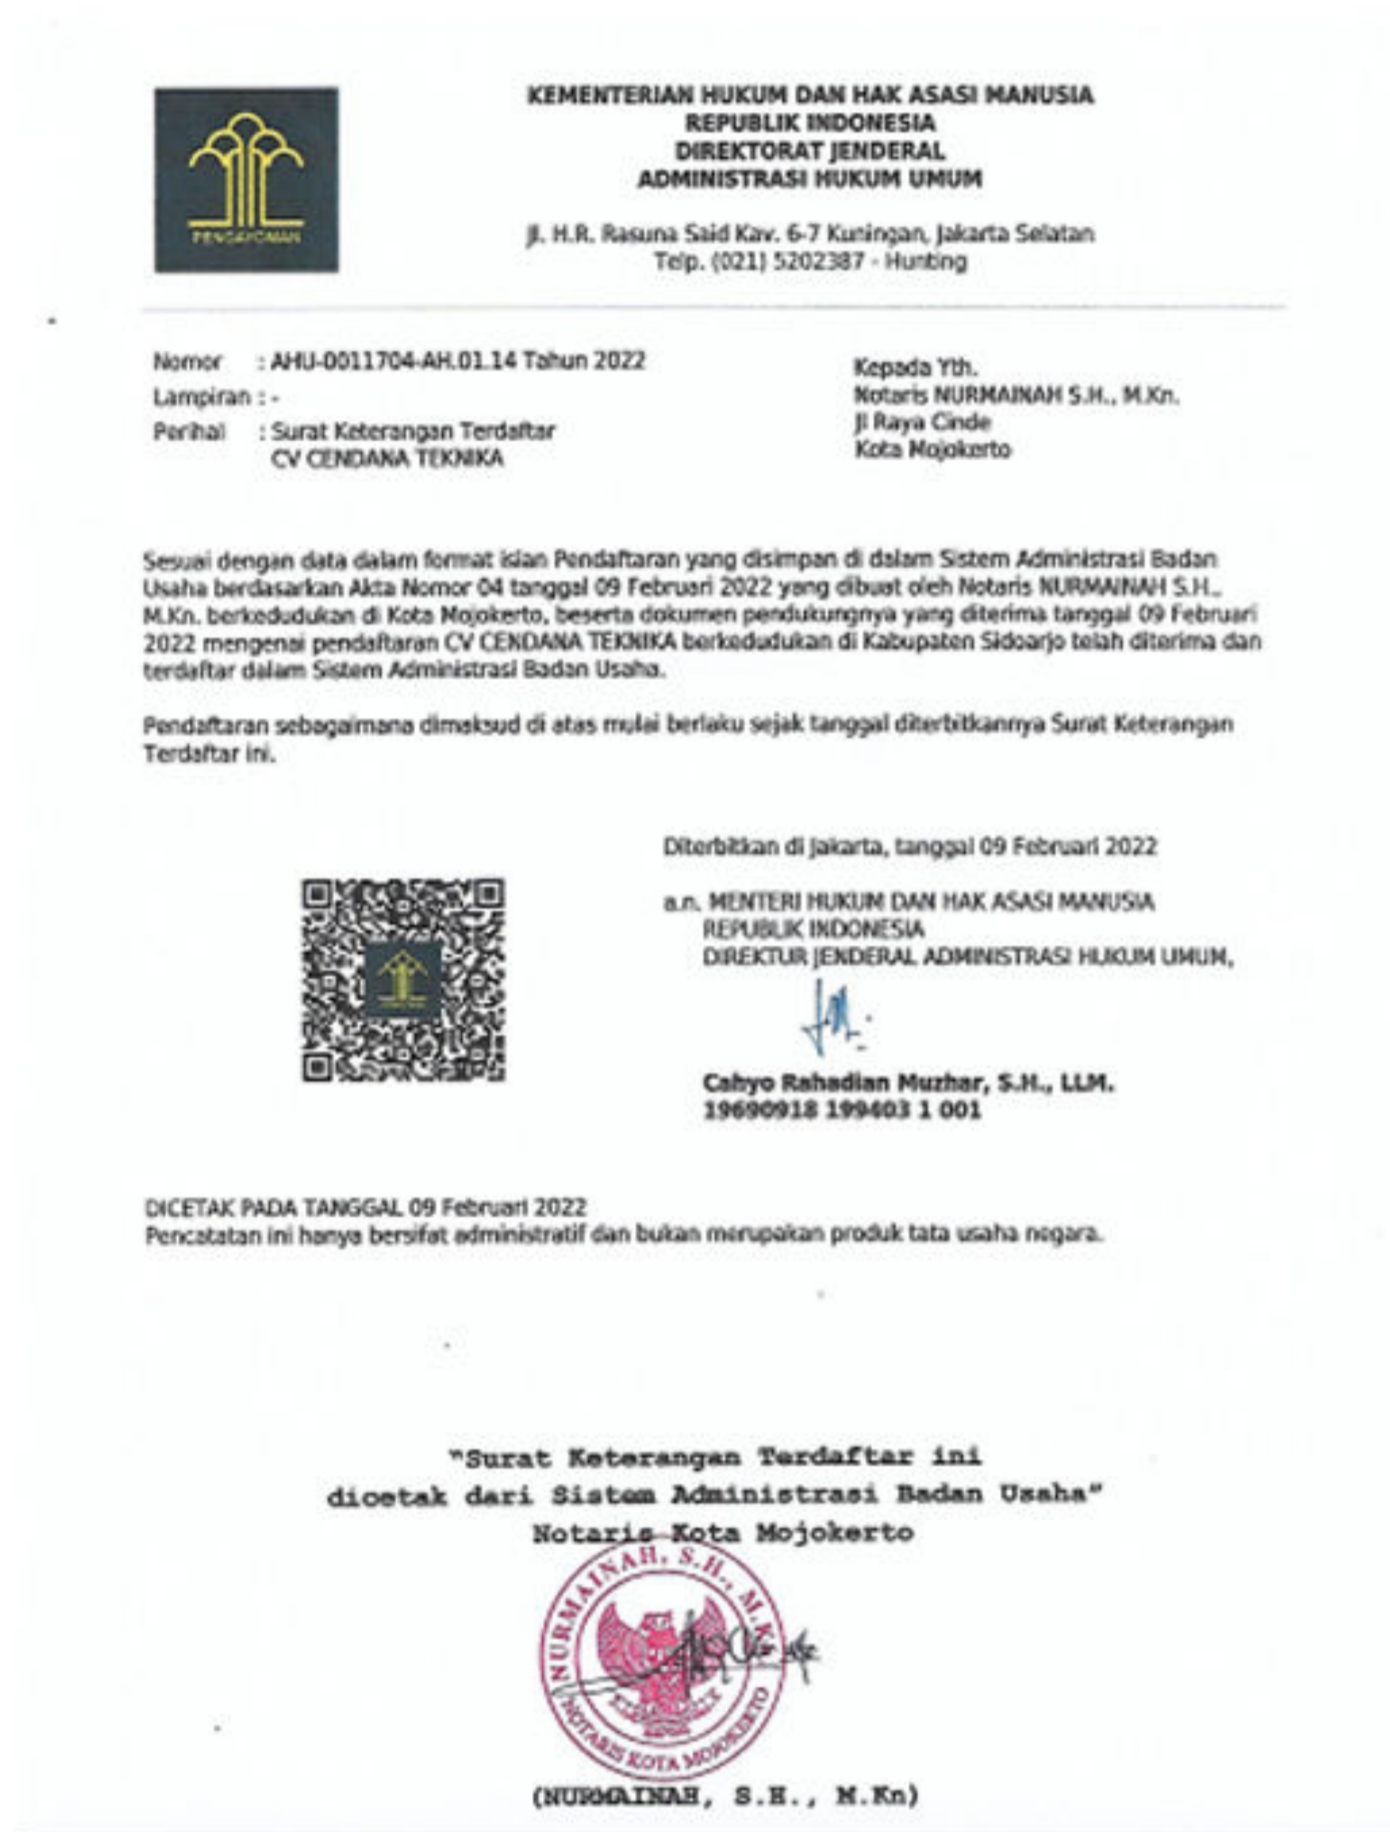 PENGAYOMAN
KEMENTERIAN HUKUM DAN HAK ASASI MANUSIA
REPUBLIK INDONESIA
DIREKTORAT JENDERAL
ADMINISTRASI HUKUM UMUM
Jl. H.R. Rasuna Said Kav. 6-7 Kuningan, Jakarta Selatan
Telp. (021) 5202387 - Hunting
Nomor : AHU-0011704-AH.01.14 Tahun 2022
Lampiran : -
Perihal : Surat Keterangan Terdaftar
CV CENDANA TEKNIKA
Kepada Yth.
Notaris NURMAINAH S.H., M.Kn.
Jl Raya Cinde
Kota Mojokerto
Sesuai dengan data dalam format isian Pendaftaran yang disimpan di dalam Sistem Administrasi Badan
Usaha berdasarkan Akta Nomor 04 tanggal 09 Februari 2022 yang dibuat oleh Notaris NURMAINAH S.H.,
M.Kn. berkedudukan di Kota Mojokerto, beserta dokumen pendukungnya yang diterima tanggal 09 Februari
2022 mengenai pendaftaran CV CENDANA TEKNIKA berkedudukan di Kabupaten Sidoarjo telah diterima dan
terdaftar dalam Sistem Administrasi Badan Usaha.
Pendaftaran sebagaimana dimaksud di atas mulai berlaku sejak tanggal diterbitkannya Surat Keterangan
Terdaftar ini.
Diterbitkan di Jakarta, tanggal 09 Februari 2022
a.n. MENTERI HUKUM DAN HAK ASASI MANUSIA
REPUBLIK INDONESIA
DIREKTUR JENDERAL ADMINISTRASI HUKUM UMUM,
Cahyo Rahadian Muzhar, S.H., LLM.
19690918 199403 1 001
DICETAK PADA TANGGAL 09 Februari 2022
Pencatatan ini hanya bersifat administratif dan bukan merupakan produk tata usaha negara.
"Surat Keterangan Terdaftar ini
dicetak dari Sistem Administrasi Badan Usaha"
Notaris Kota Mojokerto
NURMAINAH, S.H., M.Kn
NOTARIS KOTA MOJOKERTO
(NURMAINAH, S.H., M.Kn)